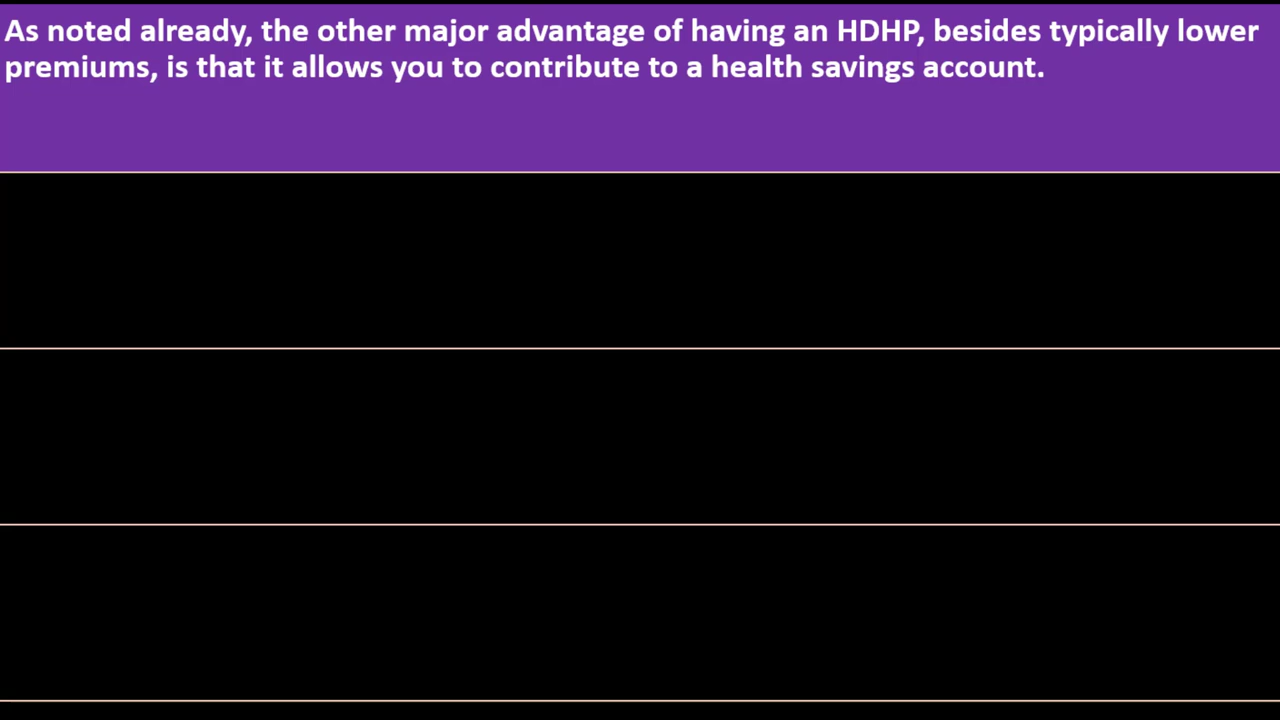 As noted already, the other major advantage of having an HDHP, besides typically lower
premiums, is that it allows you to contribute to a health savings account.